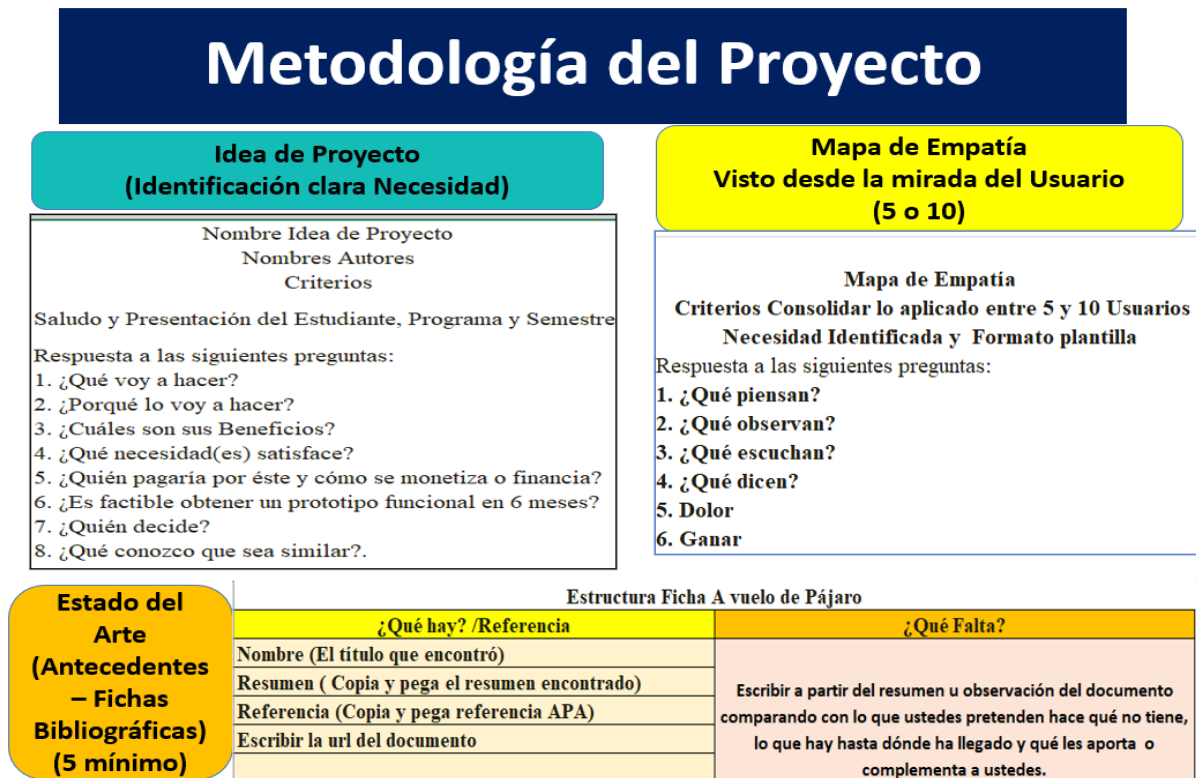 Metodología del Proyecto
Idea de Proyecto
(Identificación clara Necesidad)
Nombre Idea de Proyecto
Nombres Autores
Criterios
Saludo y Presentación del Estudiante, Programa y Semestre
Respuesta a las siguientes preguntas:
1. ¿Qué voy a hacer?
2. ¿Porqué lo voy a hacer?
3. ¿Cuáles son sus Beneficios?
4. ¿Qué necesidad(es) satisface?
5. ¿Quién pagaría por éste y cómo se monetiza o financia?
6. ¿Es factible obtener un prototipo funcional en 6 meses?
7. ¿Quién decide?
8. ¿Qué conozco que sea similar?.
Mapa de Empatía
Visto desde la mirada del Usuario
(5 o 10)
Mapa de Empatía
Criterios Consolidar lo aplicado entre 5 y 10 Usuarios
Necesidad Identificada y Formato plantilla
Respuesta a las siguientes preguntas:
1. ¿Qué piensan?
2. ¿Qué observan?
3. ¿Qué escuchan?
4. ¿Qué dicen?
5. Dolor
6. Ganar
Estado del
Arte
(Antecedentes
– Fichas
Bibliográficas)
(5 mínimo)
Estructura Ficha A vuelo de Pájaro
¿Qué hay? /Referencia
Nombre (El título que encontró)
Resumen ( Copia y pega el resumen encontrado)
Referencia (Copia y pega referencia APA)
Escribir la url del documento
¿Qué Falta?
Escribir a partir del resumen u observación del documento
comparando con lo que ustedes pretenden hace qué no tiene,
lo que hay hasta dónde ha llegado y qué les aporta o
complementa a ustedes.